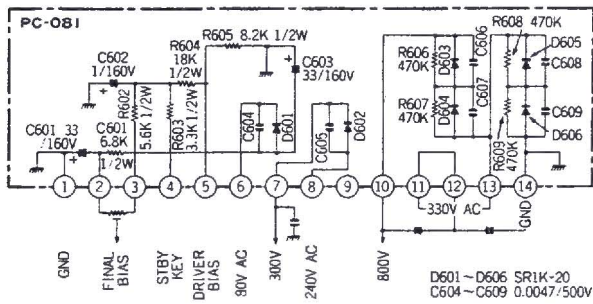 PC-081
R605 8.2K 1/2W
C602
1/160V
R604
18K
1/2W
C603
33/160V
R602
5.6K 1/2W
R603
3.3K 1/2W
C601 33
/160V
C601
6.8K
1/2W
C604
D601
C605
D602
R606
470K
D603
C606
R607
470K
D604
C607
R608 470K
D605
C608
C609
D606
R609
470K
1 2 3 4 5 6 7 8 9 10 11 12 13 14
GND
FINAL
BIAS
STBY
KEY
DRIVER
BIAS
90V AC
300V
240V AC
800V
330V AC
GND
D601~D606 SR1K-20
C604~C609 0.0047/500V